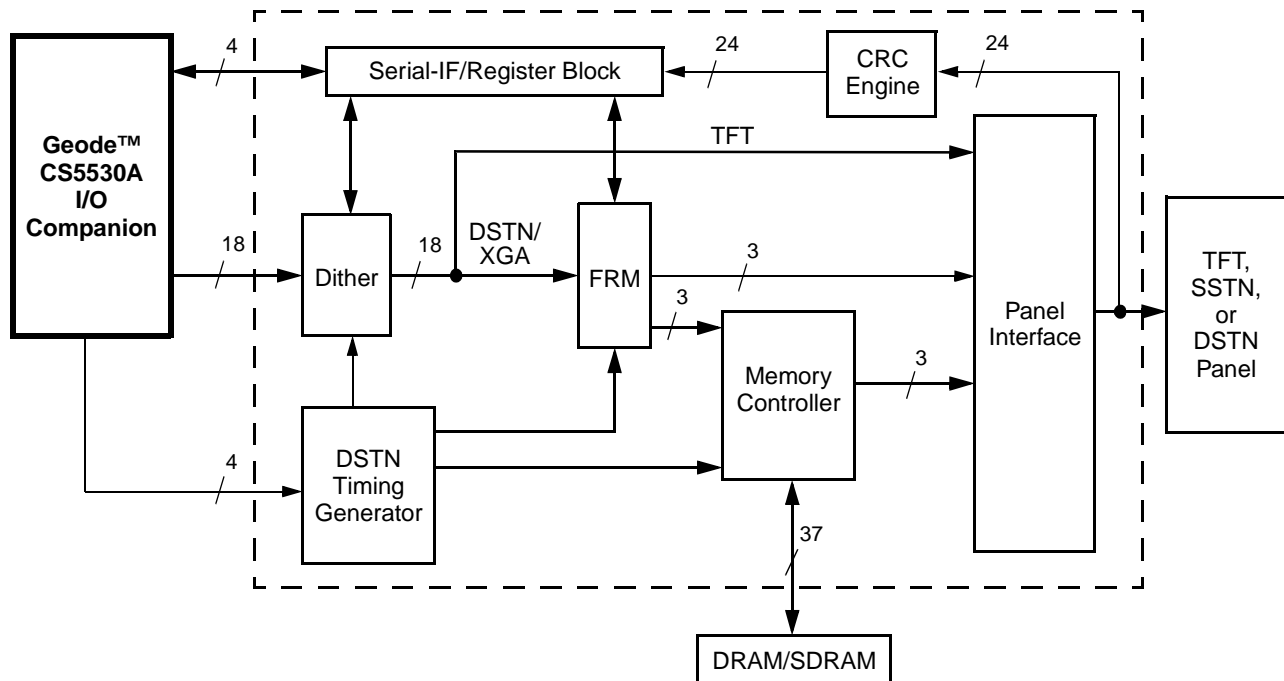 4
Serial-IF/Register Block
24
CRC
Engine
24
Geode™
CS5530A
I/O
Companion
TFT
18
Dither
18
DSTN/
XGA
FRM
3
3
Panel
Interface
TFT,
SSTN,
or
DSTN
Panel
Memory
Controller
3
4
DSTN
Timing
Generator
37
DRAM/SDRAM